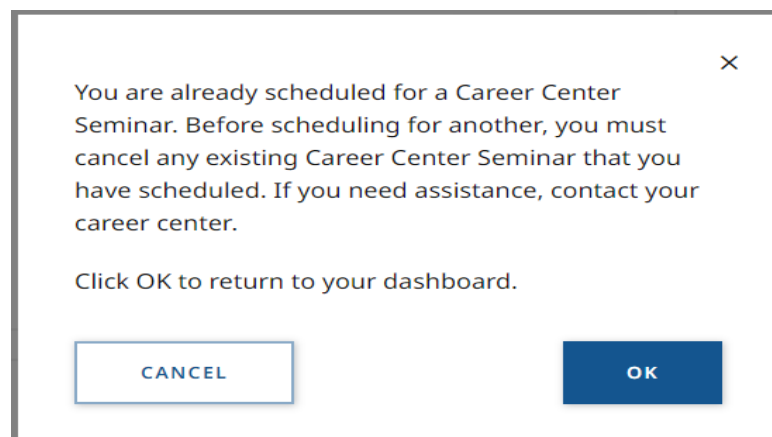 You are already scheduled for a Career Center
Seminar. Before scheduling for another, you must
cancel any existing Career Center Seminar that you
have scheduled. If you need assistance, contact your
career center.
Click OK to return to your dashboard.
CANCEL
OK